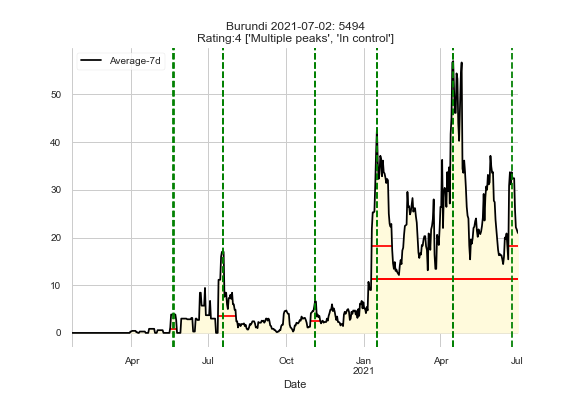 Burundi 2021-07-02: 5494
Rating:4 ['Multiple peaks', 'In control']
Average-7d
50
40
30
20
10
0
Apr Jul Oct Jan Apr Jul
2021
Date